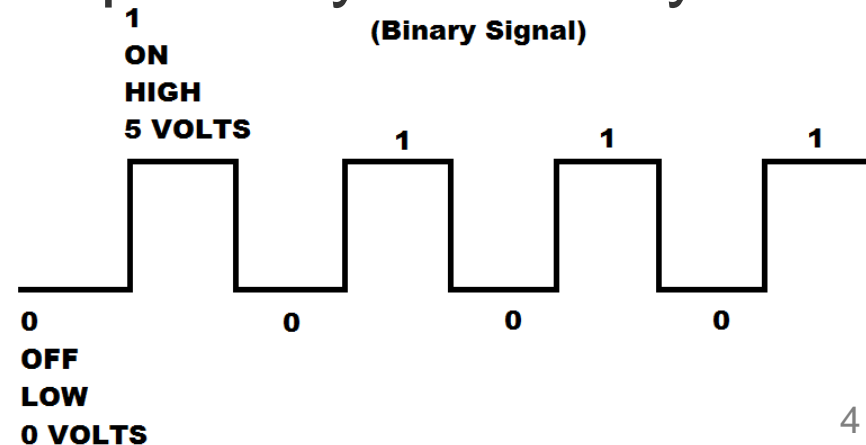 1
(Binary Signal)
ON
HIGH
5 VOLTS
1
1
1
0
0
0
0
OFF
LOW
0 VOLTS
4